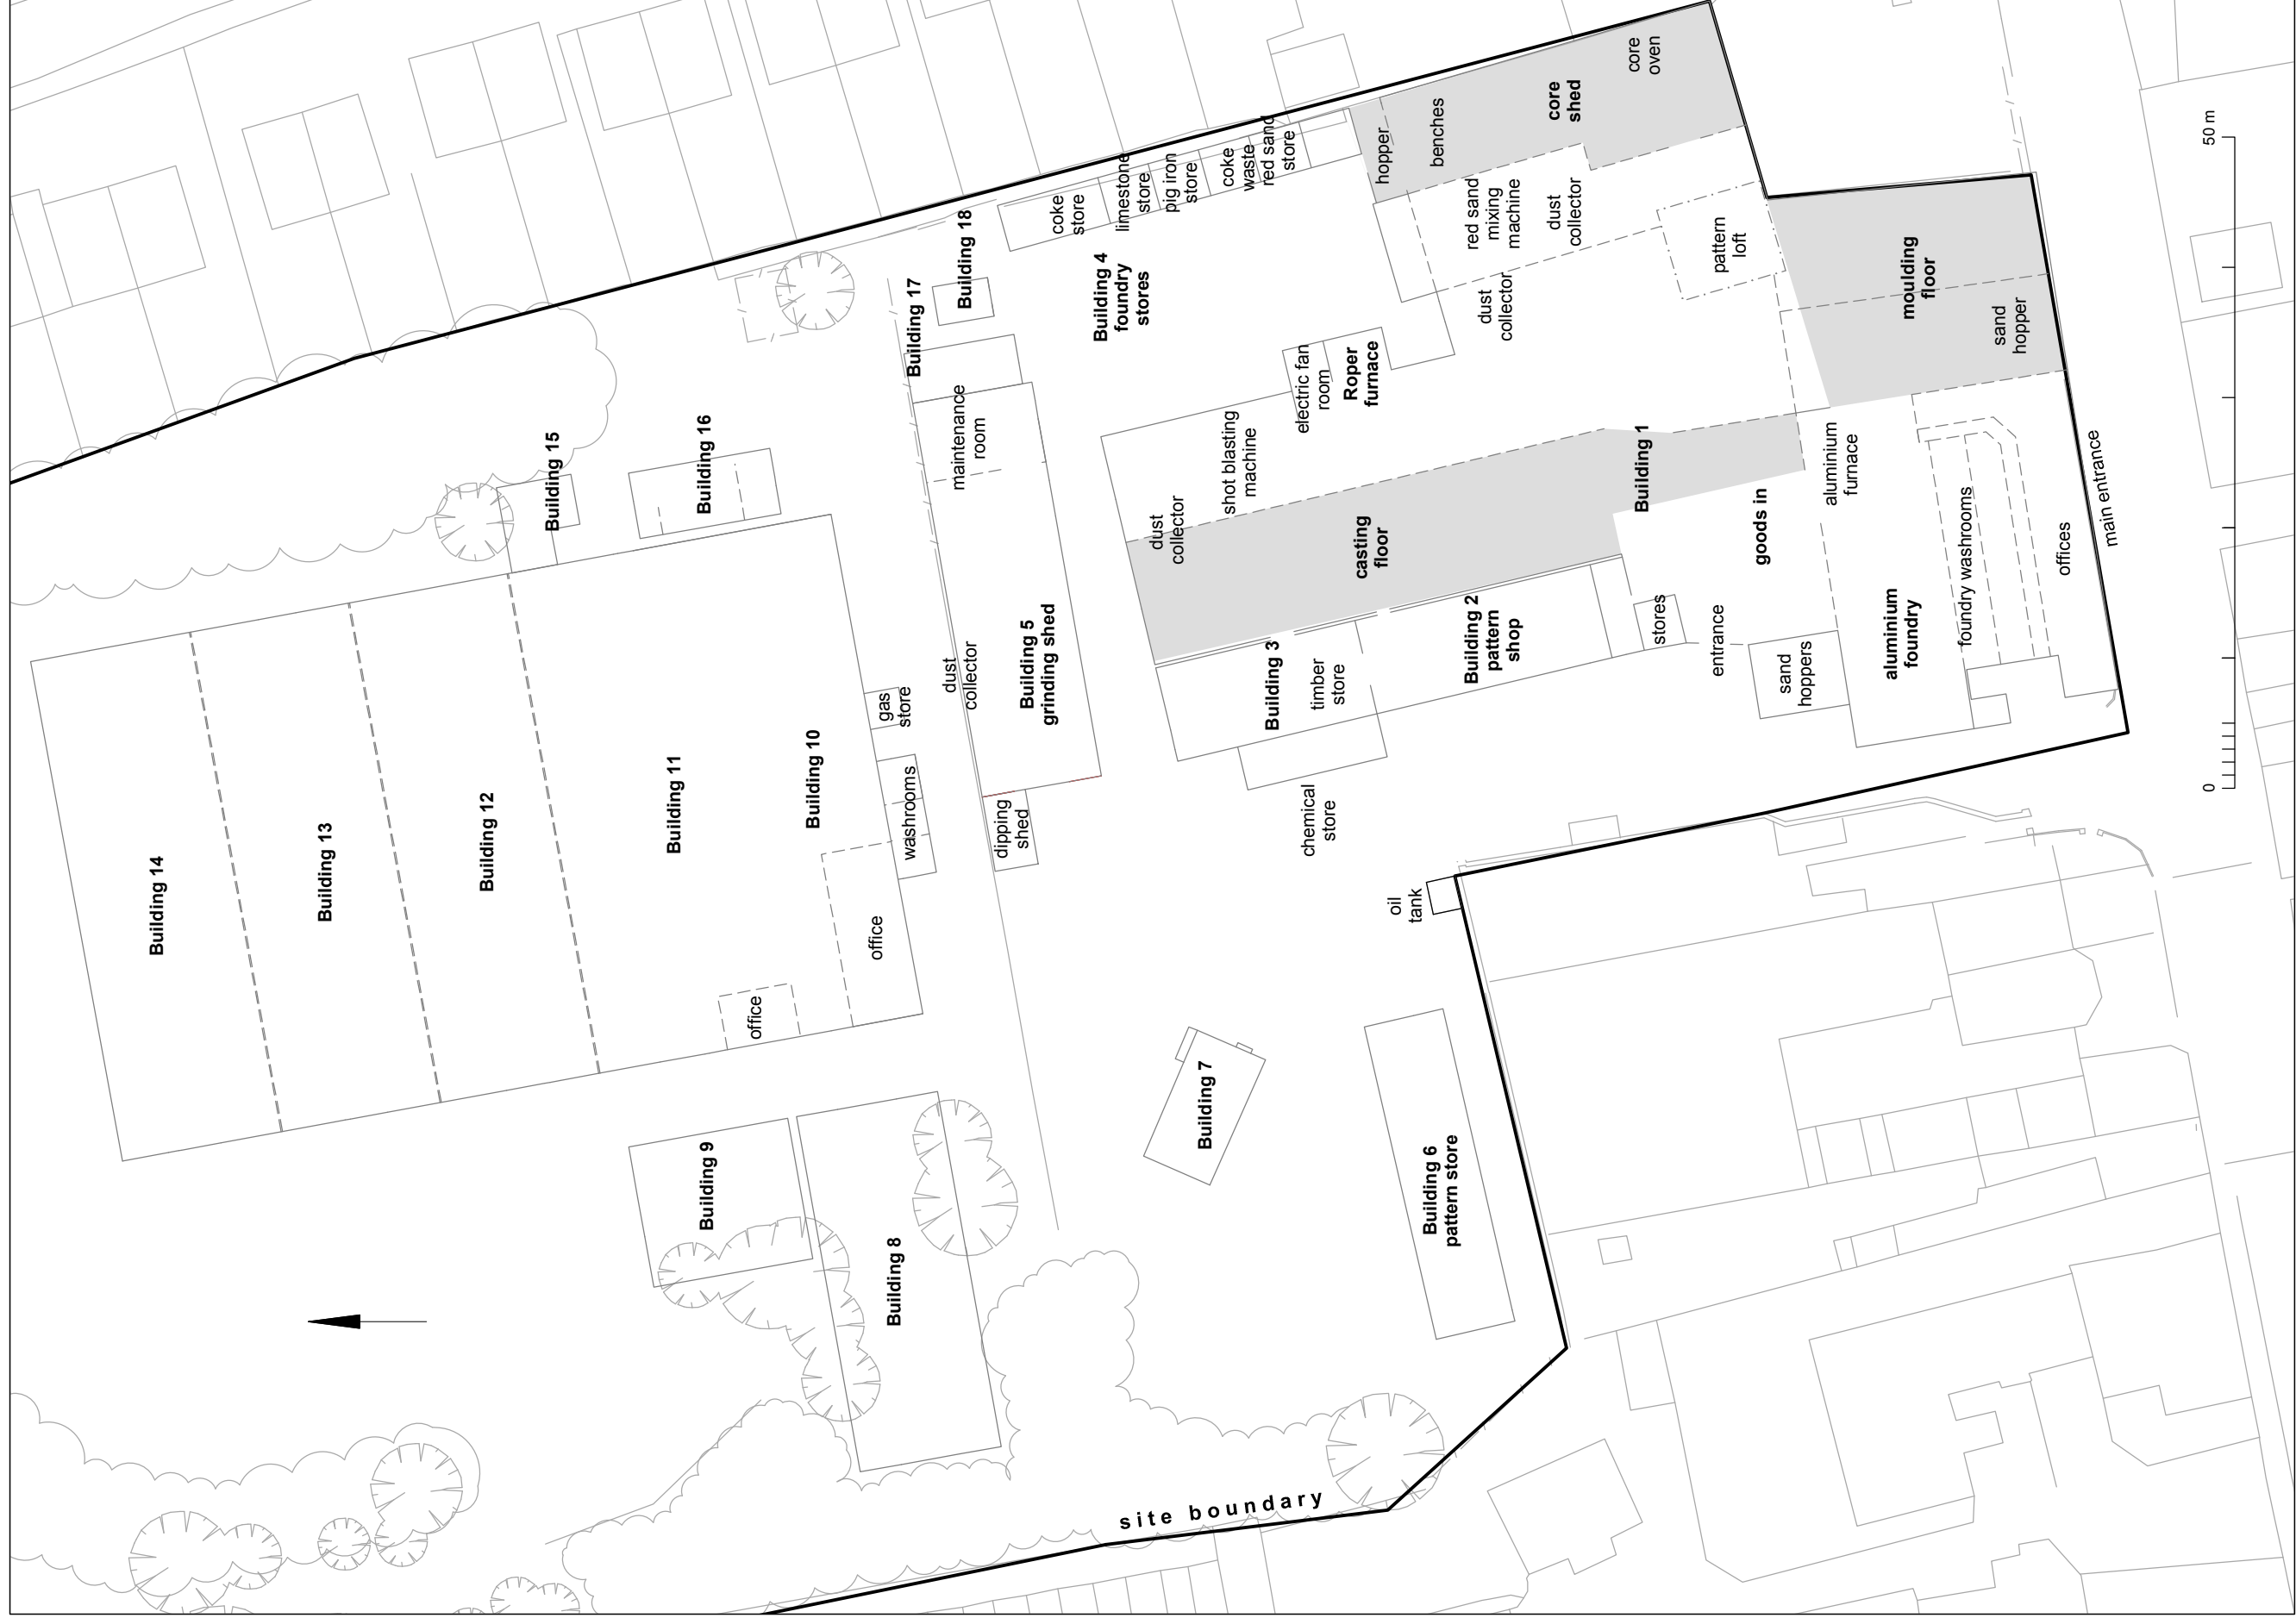 Building 14
Building 13
Building 12
Building 11
Building 10
office
office
washrooms
gas
store
Building 15
Building 16
Building 9
Building 8
Building 17
Building 18
maintenance
room
dust
collector
Building 5
grinding shed
dipping
shed
Building 4
foundry
stores
coke
store
limestone
store
pig iron
store
coke
waste
red sand
store
hopper
benches
core
shed
core
oven
red sand
mixing
machine
dust
collector
dust
collector
pattern
loft
electric fan
room
Roper
furnace
shot blasting
machine
dust
collector
casting
floor
Building 1
Building 3
timber
store
Building 2
pattern
shop
stores
entrance
goods in
sand
hoppers
aluminium
furnace
aluminium
foundry
foundry washrooms
offices
main entrance
moulding
floor
sand
hopper
chemical
store
oil
tank
Building 7
Building 6
pattern store
site boundary
0
50 m